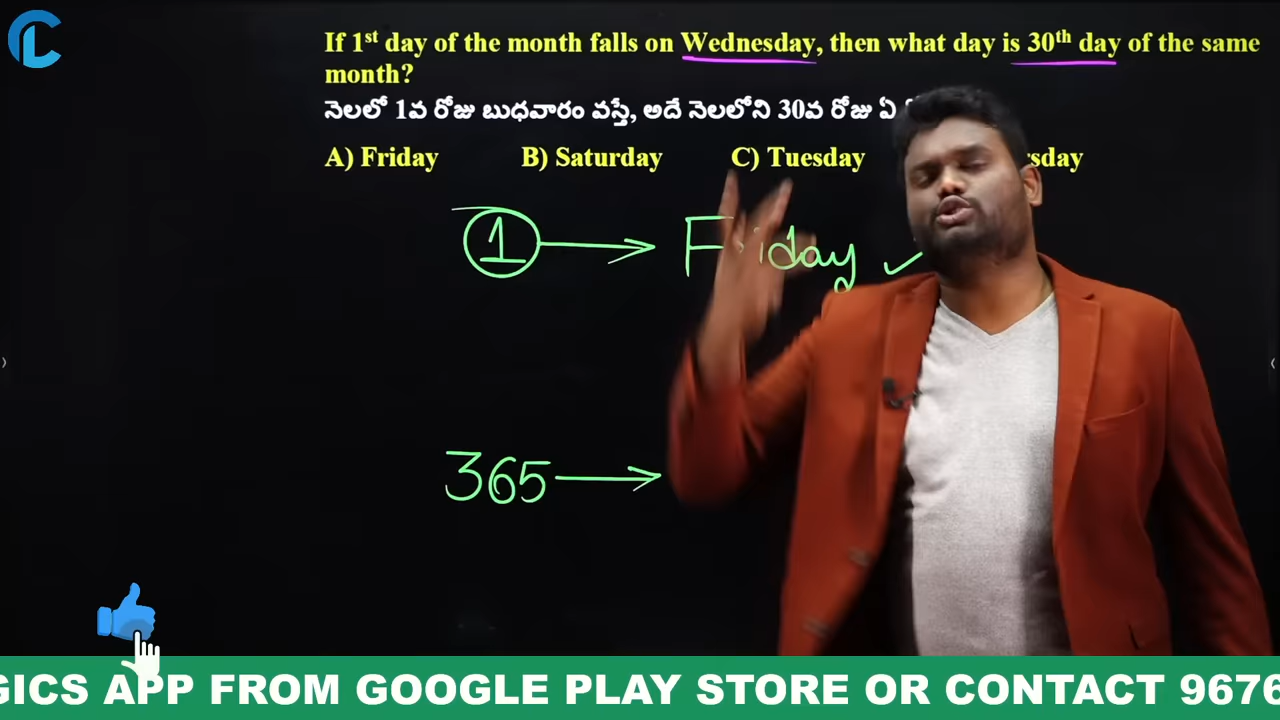 If 1st day of the month falls on Wednesday, then what day is 30th day of the same
month?
నెలలో 1వ రోజు బుధవారం వస్తే, అదే నెలలోని 30వ రోజు ఏ
A) Friday B) Saturday C) Tuesday sday
1 → Friday ✓
365 →
GICS APP FROM GOOGLE PLAY STORE OR CONTACT 9676